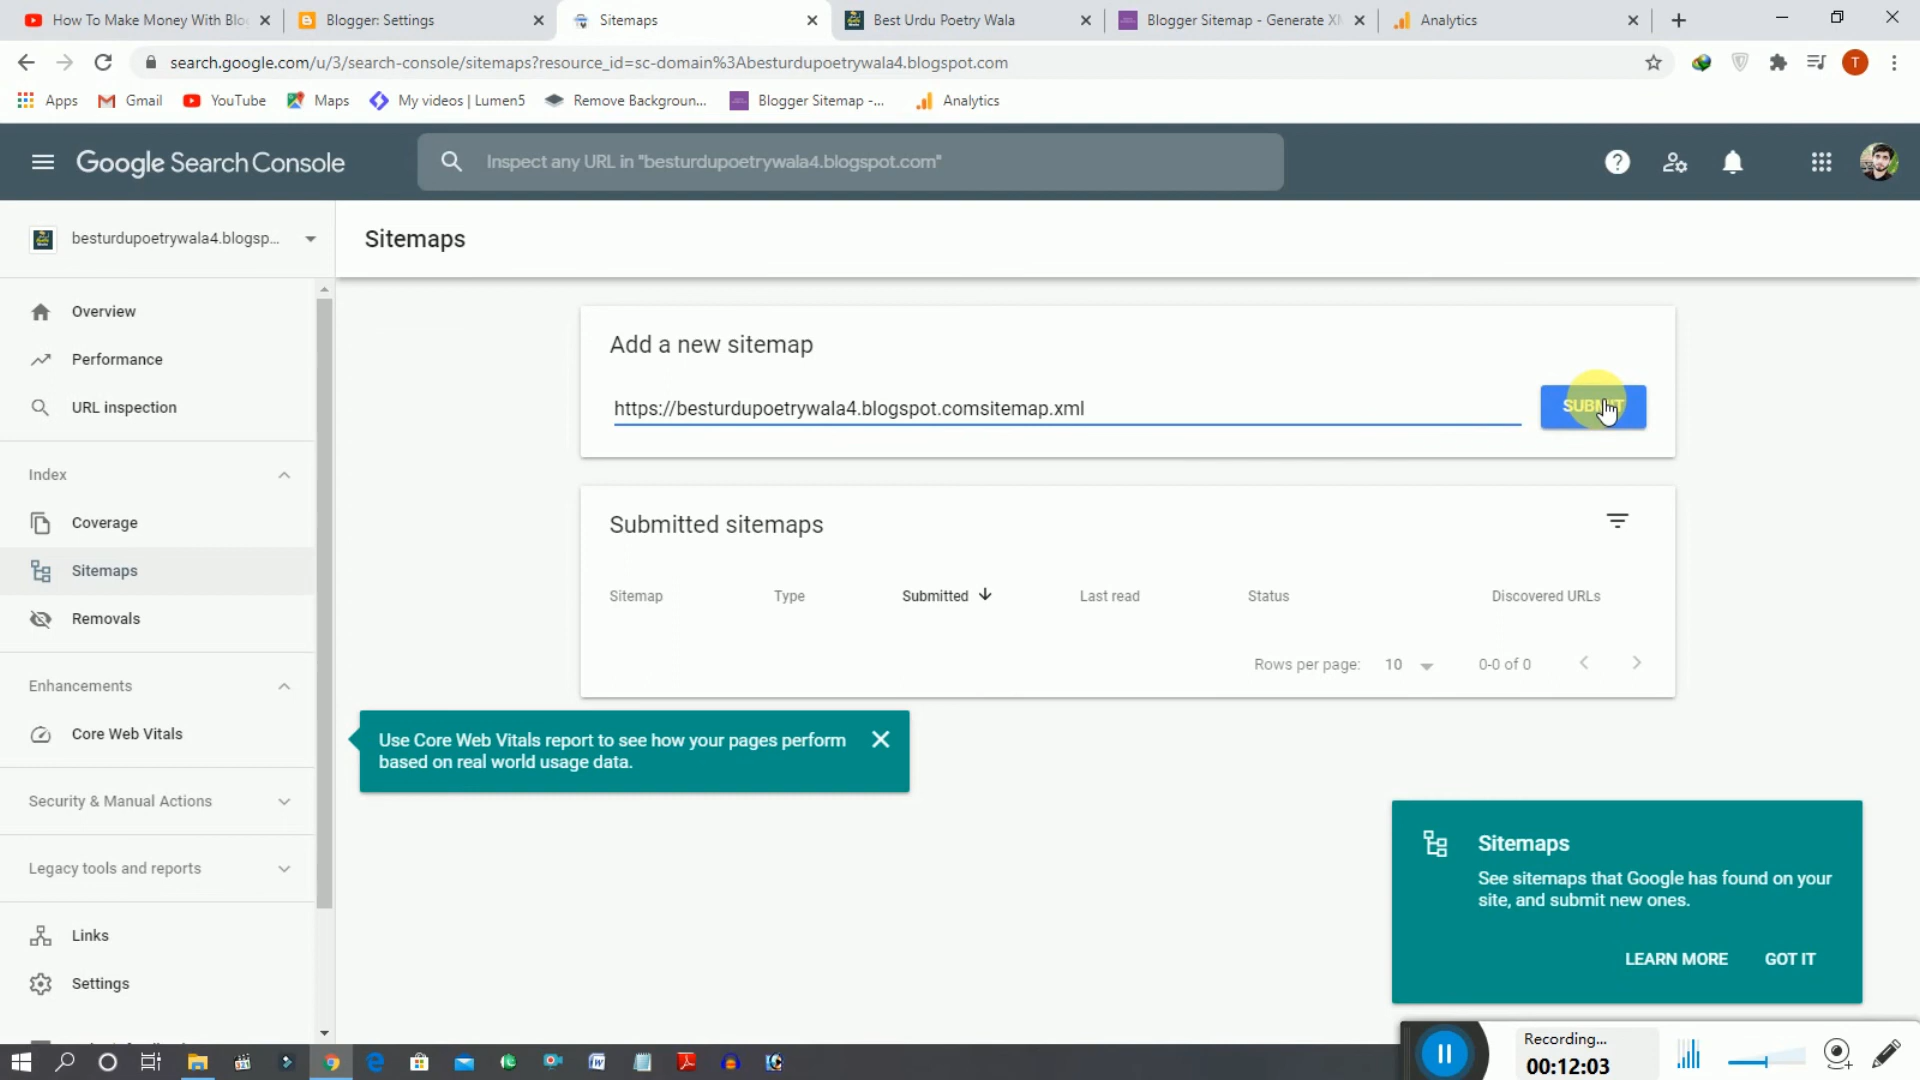 How To Make Money With Blo
Blogger: Settings
Sitemaps
Best Urdu Poetry Wala
Blogger Sitemap - Generate XM
Analytics
search.google.com/u/3/search-console/sitemaps?resource_id=sc-domain%3Abesturdupoetrywala4.blogspot.com
T
Apps
Gmail
YouTube
Maps
My videos | Lumen5
Remove Backgroun...
Blogger Sitemap -...
Analytics
Google Search Console
Inspect any URL in "besturdupoetrywala4.blogspot.com"
besturdupoetrywala4.blogsp...
Sitemaps
Overview
Performance
URL inspection
Index
Coverage
Sitemaps
Removals
Enhancements
Core Web Vitals
Security & Manual Actions
Legacy tools and reports
Links
Settings
Add a new sitemap
https://besturdupoetrywala4.blogspot.comsitemap.xml
SUBMIT
Submitted sitemaps
Sitemap Type Submitted Last read Status Discovered URLs
Rows per page: 10 0-0 of 0
Use Core Web Vitals report to see how your pages perform
based on real world usage data.
Sitemaps
See sitemaps that Google has found on your
site, and submit new ones.
LEARN MORE GOT IT
Recording...
00:12:03